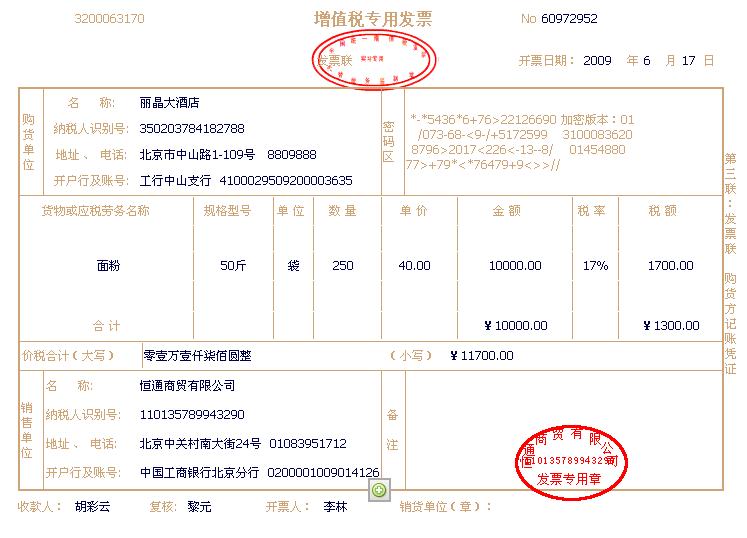 3200063170
增值税专用发票
No 60972952
发票联
开票日期： 2009 年 6 月 17 日
购货单位
名 称： 丽晶大酒店
纳税人识别号： 350203784182788
地址 、 电话： 北京市中山路1-109号 8809888
开户行及账号： 工行中山支行 4100029509200003635
密码区
*-*5436*6+76>22126690 加密版本：01
/073-68-<9-/+5172599 3100083620
8796>2017<226<-13--8/ 01454880
77>+79*<*76479+9<>>//
第三联：发票联 购货方记账凭证
货物或应税劳务名称 规格型号 单 位 数 量 单 价 金 额 税 率 税 额
面粉 50斤 袋 250 40.00 10000.00 17% 1700.00
合 计 ￥10000.00 ￥1300.00
价税合计（大写） 零壹万壹仟柒佰圆整 （小写） ￥11700.00
销售单位
名 称： 恒通商贸有限公司
纳税人识别号： 110135789943290
地址 、 电话： 北京中关村南大街24号 01083951712
开户行及账号： 中国工商银行北京分行 0200001009014126
备注
恒通商贸有限公司
110135789943290
发票专用章
收款人： 胡彩云 复核： 黎元 开票人： 李林 销货单位（章）：